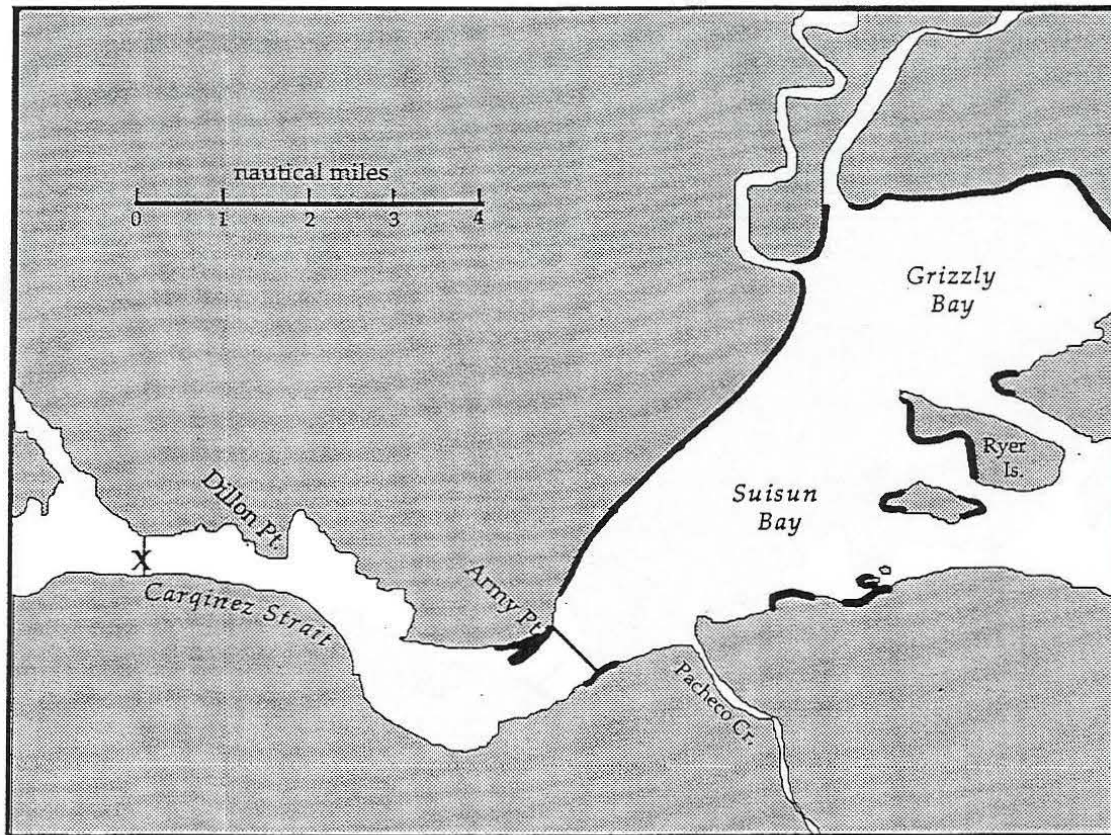 nautical miles
0 1 2 3 4
Grizzly
Bay
Ryer
Is.
Suisun
Bay
Dillon Pt.
Army Pt.
X
Carqinez Strait
Pacheco Cr.